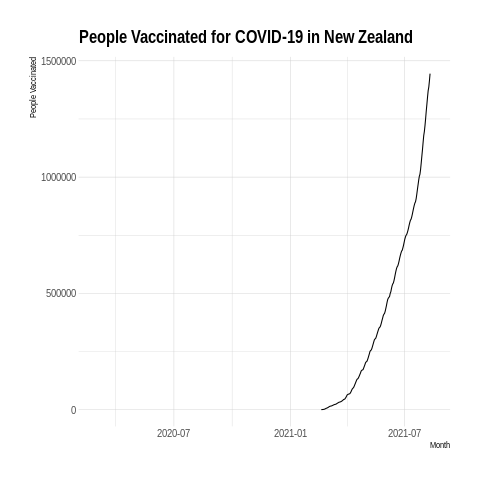 People Vaccinated for COVID-19 in New Zealand
People Vaccinated
1500000
1000000
500000
0
2020-07
2021-01
2021-07
Month